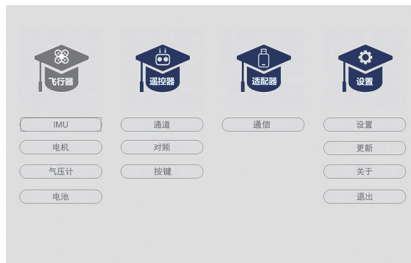 飞行器 遥控器 适配器 设置
IMU 通道 通信 设置
电机 对频 更新
气压计 按键 关于
电池 退出